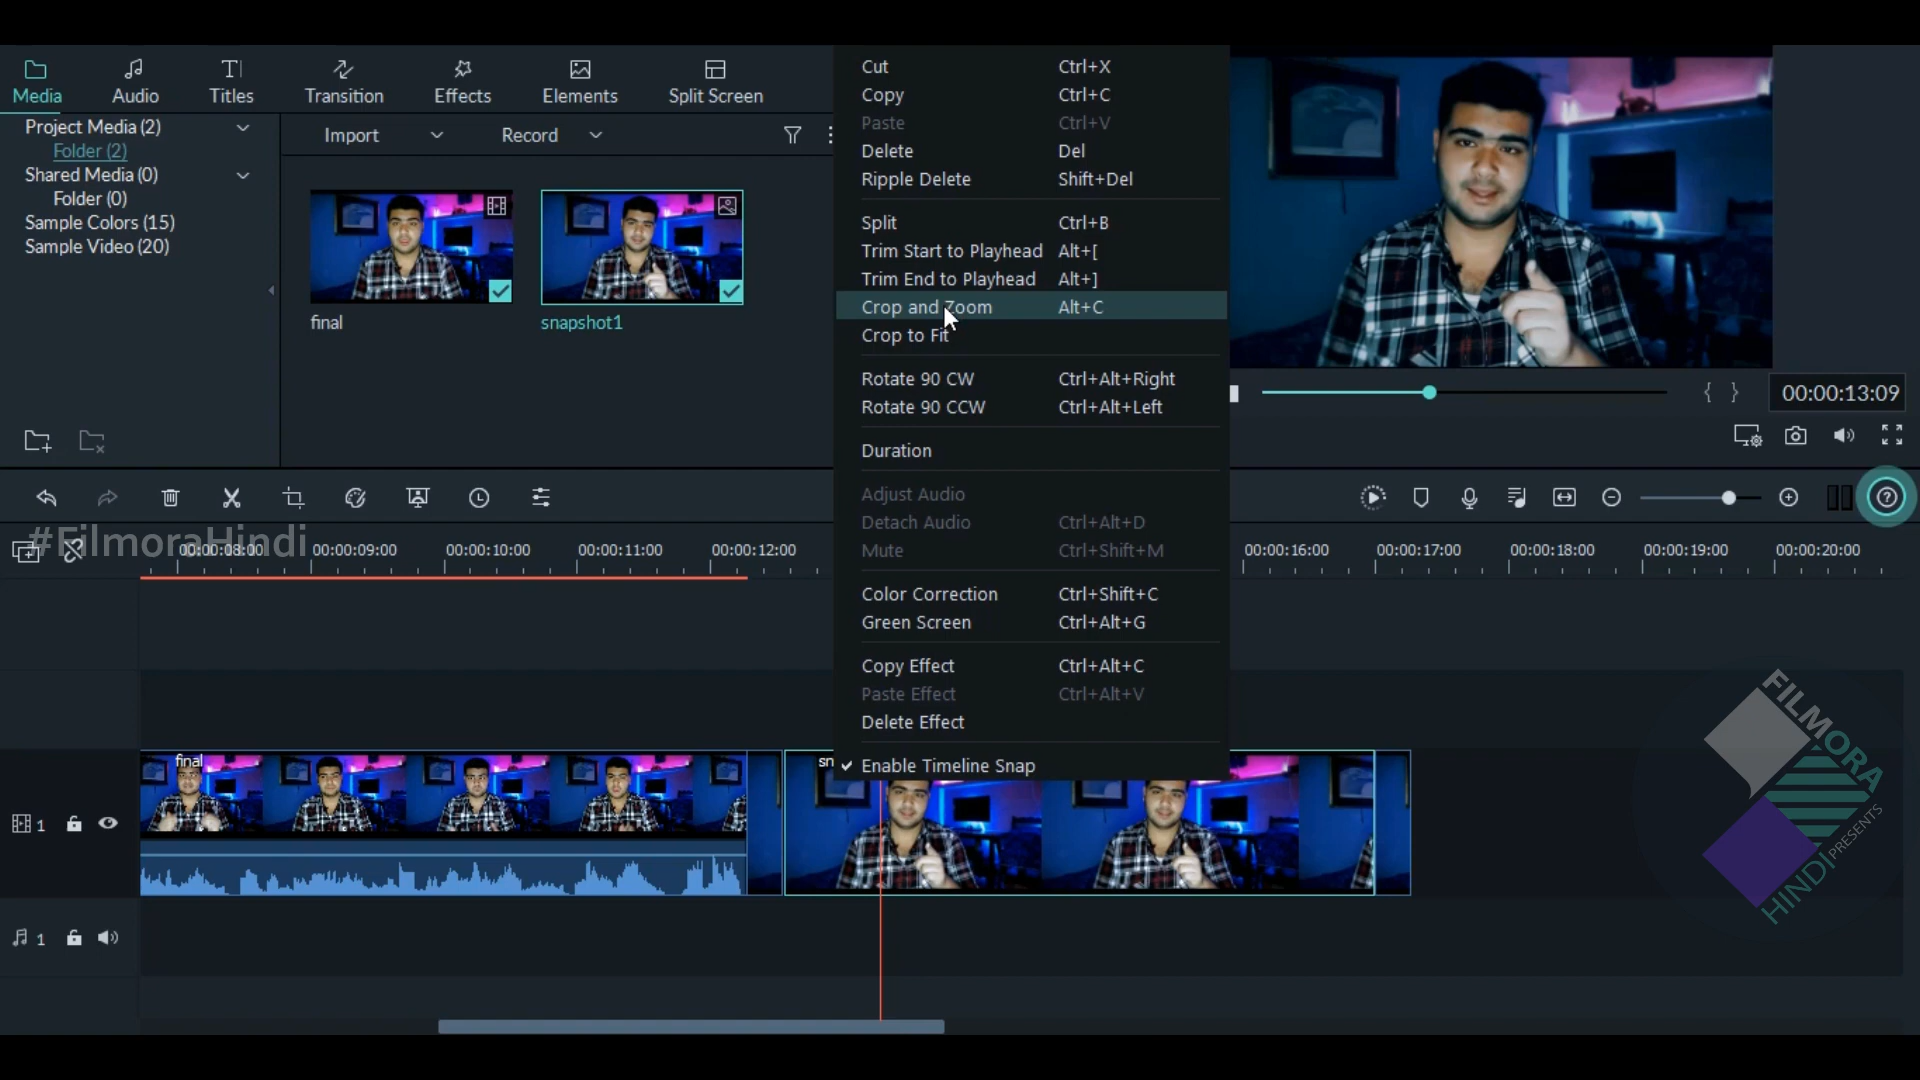 Media
Audio
Titles
Transition
Effects
Elements
Split Screen
Project Media (2)
Folder (2)
Shared Media (0)
Folder (0)
Sample Colors (15)
Sample Video (20)
Import
Record
final
snapshot1
Cut Ctrl+X
Copy Ctrl+C
Paste Ctrl+V
Delete Del
Ripple Delete Shift+Del
Split Ctrl+B
Trim Start to Playhead Alt+[
Trim End to Playhead Alt+]
Crop and Zoom Alt+C
Crop to Fit
Rotate 90 CW Ctrl+Alt+Right
Rotate 90 CCW Ctrl+Alt+Left
Duration
Adjust Audio
Detach Audio Ctrl+Alt+D
Mute Ctrl+Shift+M
Color Correction Ctrl+Shift+C
Green Screen Ctrl+Alt+G
Copy Effect Ctrl+Alt+C
Paste Effect Ctrl+Alt+V
Delete Effect
Enable Timeline Snap
{ } 00:00:13:09
#FilmoraHindi
00:00:08:00 00:00:09:00 00:00:10:00 00:00:11:00 00:00:12:00 00:00:16:00 00:00:17:00 00:00:18:00 00:00:19:00 00:00:20:00
final
sn
1
1
FILMORA
HINDI PRESENTS